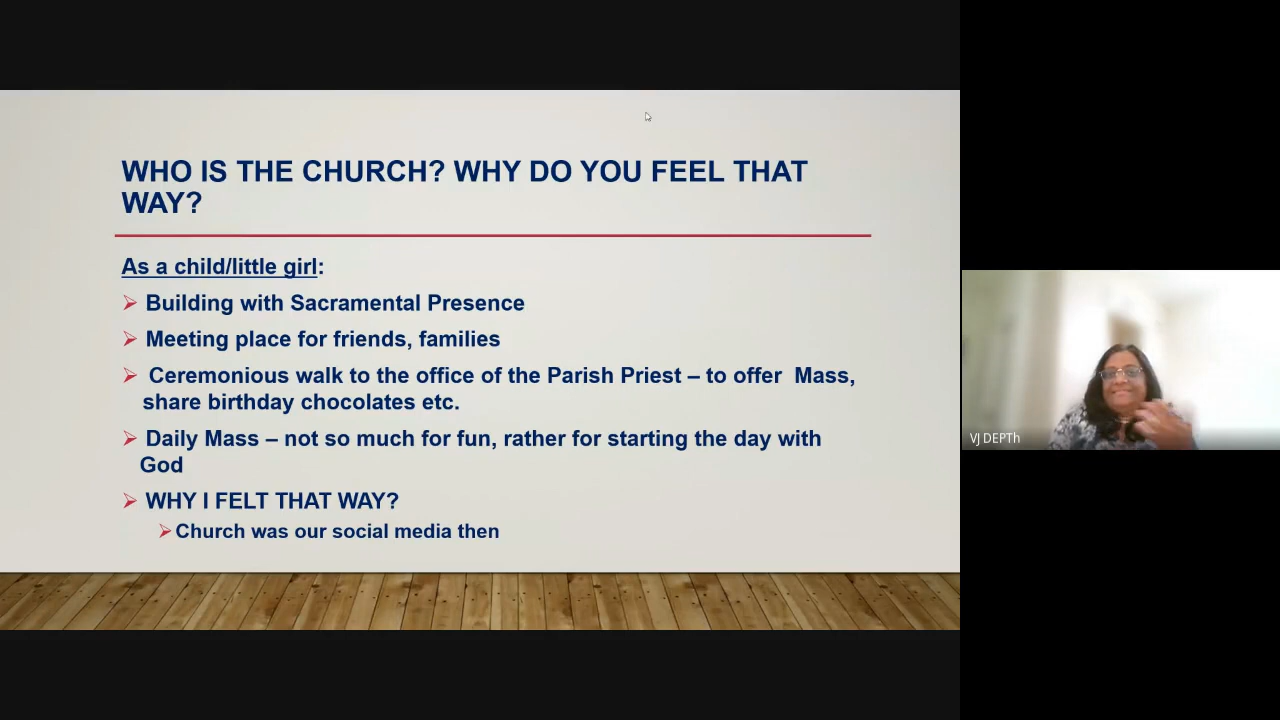 WHO IS THE CHURCH? WHY DO YOU FEEL THAT
WAY?
As a child/little girl:
Building with Sacramental Presence
Meeting place for friends, families
Ceremonious walk to the office of the Parish Priest – to offer  Mass,
share birthday chocolates etc.
Daily Mass – not so much for fun, rather for starting the day with
God
WHY I FELT THAT WAY?
Church was our social media then
VJ DEPTh